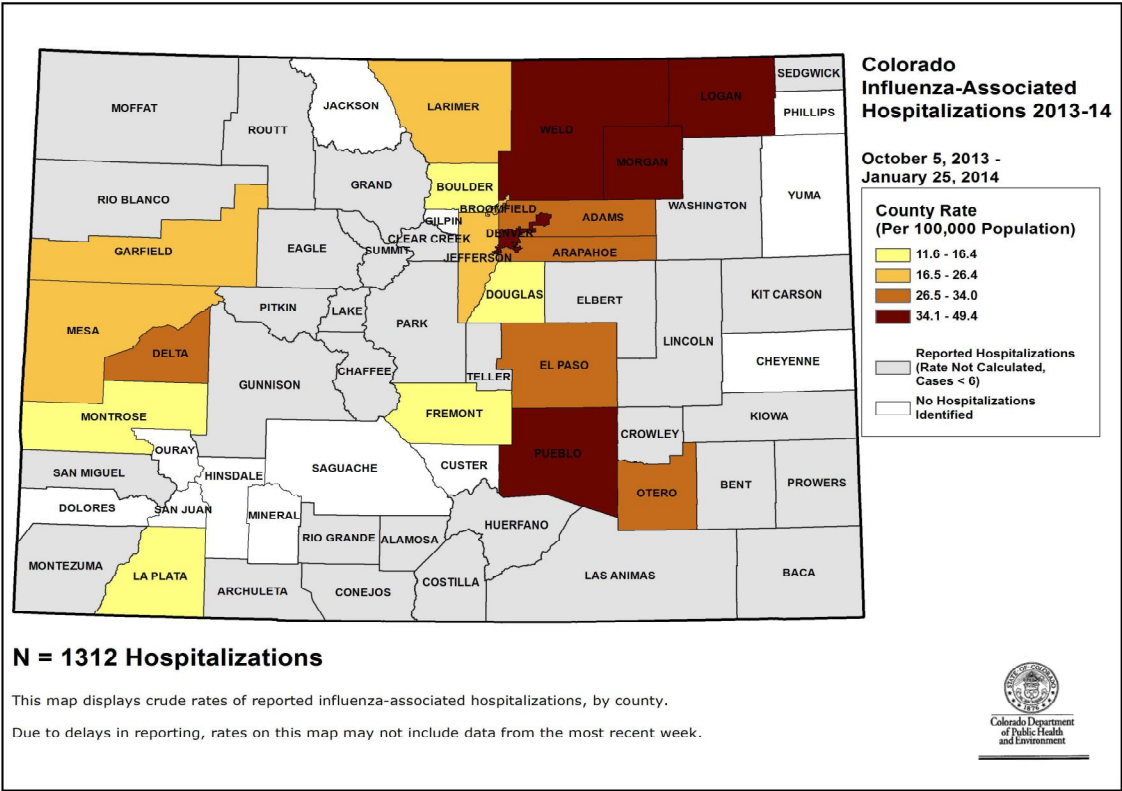 Colorado
Influenza-Associated
Hospitalizations 2013-14
October 5, 2013 -
January 25, 2014
County Rate
(Per 100,000 Population)
11.6 - 16.4
16.5 - 26.4
26.5 - 34.0
34.1 - 49.4
Reported Hospitalizations
(Rate Not Calculated,
Cases < 6)
No Hospitalizations
Identified
MOFFAT
ROUTT
JACKSON
LARIMER
WELD
LOGAN
SEDGWICK
PHILLIPS
MORGAN
YUMA
RIO BLANCO
GRAND
BOULDER
WASHINGTON
BROOMFIELD
GILPIN
ADAMS
GARFIELD
EAGLE
SUMMIT
CLEAR CREEK
DENVER
JEFFERSON
ARAPAHOE
PITKIN
LAKE
PARK
DOUGLAS
ELBERT
KIT CARSON
MESA
DELTA
LINCOLN
GUNNISON
CHAFFEE
TELLER
EL PASO
CHEYENNE
MONTROSE
FREMONT
CROWLEY
KIOWA
OURAY
SAN MIGUEL
HINSDALE
SAGUACHE
CUSTER
PUEBLO
OTERO
BENT
PROWERS
DOLORES
SAN JUAN
MINERAL
RIO GRANDE
ALAMOSA
HUERFANO
MONTEZUMA
LA PLATA
ARCHULETA
CONEJOS
COSTILLA
LAS ANIMAS
BACA
N = 1312 Hospitalizations
This map displays crude rates of reported influenza-associated hospitalizations, by county.
Due to delays in reporting, rates on this map may not include data from the most recent week.
STATE OF COLORADO
1876
Colorado Department
of Public Health
and Environment